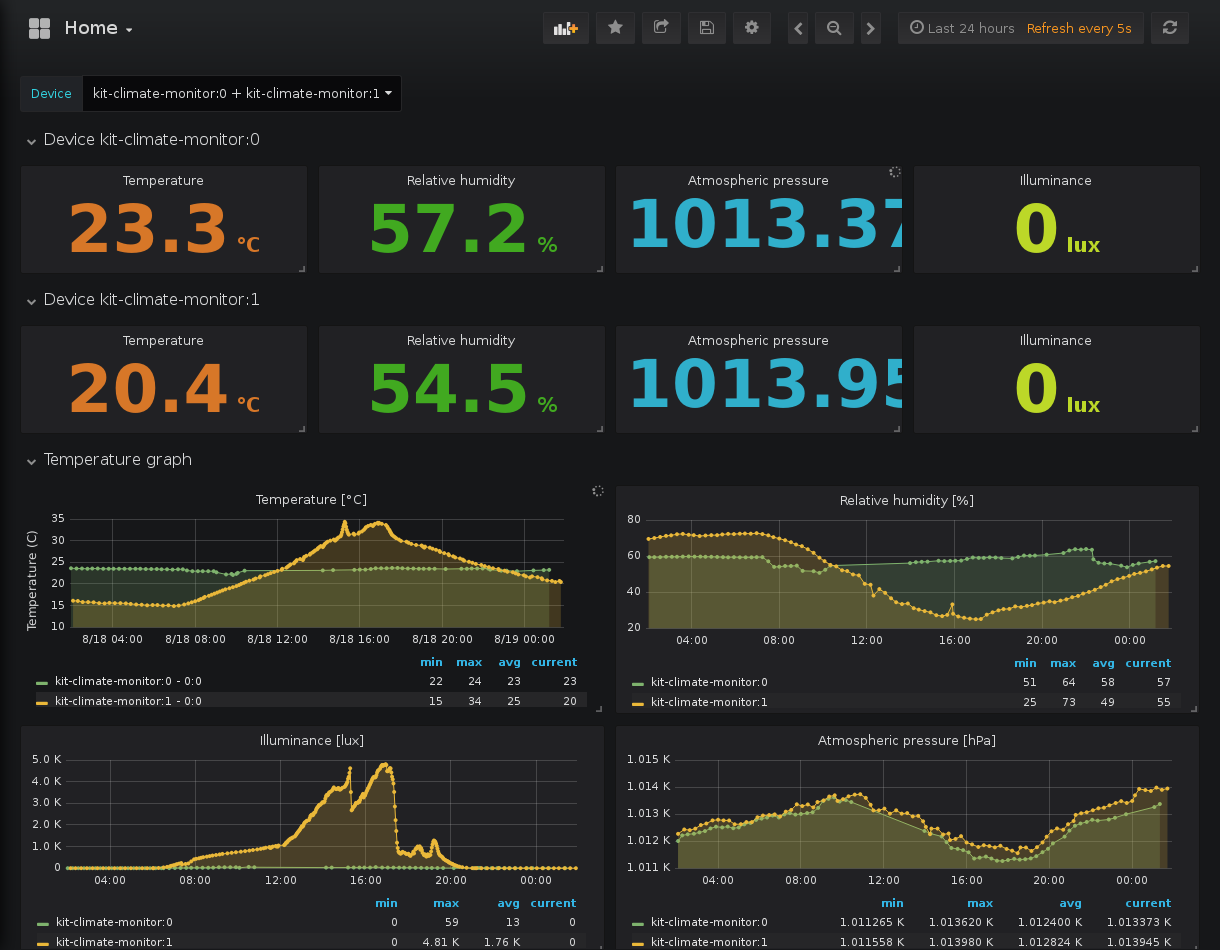 Home
Last 24 hours Refresh every 5s
Device kit-climate-monitor:0 + kit-climate-monitor:1
Device kit-climate-monitor:0
Temperature Relative humidity Atmospheric pressure Illuminance
23.3 °C 57.2 % 1013.37 0 lux
Device kit-climate-monitor:1
Temperature Relative humidity Atmospheric pressure Illuminance
20.4 °C 54.5 % 1013.95 0 lux
Temperature graph
Temperature [°C]
Temperature (C)
35
30
25
20
15
10
8/18 04:00 8/18 08:00 8/18 12:00 8/18 16:00 8/18 20:00 8/19 00:00
min max avg current
kit-climate-monitor:0 - 0:0 22 24 23 23
kit-climate-monitor:1 - 0:0 15 34 25 20
Relative humidity [%]
80
60
40
20
04:00 08:00 12:00 16:00 20:00 00:00
min max avg current
kit-climate-monitor:0 51 64 58 57
kit-climate-monitor:1 25 73 49 55
Illuminance [lux]
5.0 K
4.0 K
3.0 K
2.0 K
1.0 K
0
04:00 08:00 12:00 16:00 20:00 00:00
min max avg current
kit-climate-monitor:0 0 59 13 0
kit-climate-monitor:1 0 4.81 K 1.76 K 0
Atmospheric pressure [hPa]
1.015 K
1.014 K
1.013 K
1.012 K
1.011 K
04:00 08:00 12:00 16:00 20:00 00:00
min max avg current
kit-climate-monitor:0 1.011265 K 1.013620 K 1.012400 K 1.013373 K
kit-climate-monitor:1 1.011558 K 1.013980 K 1.012824 K 1.013945 K